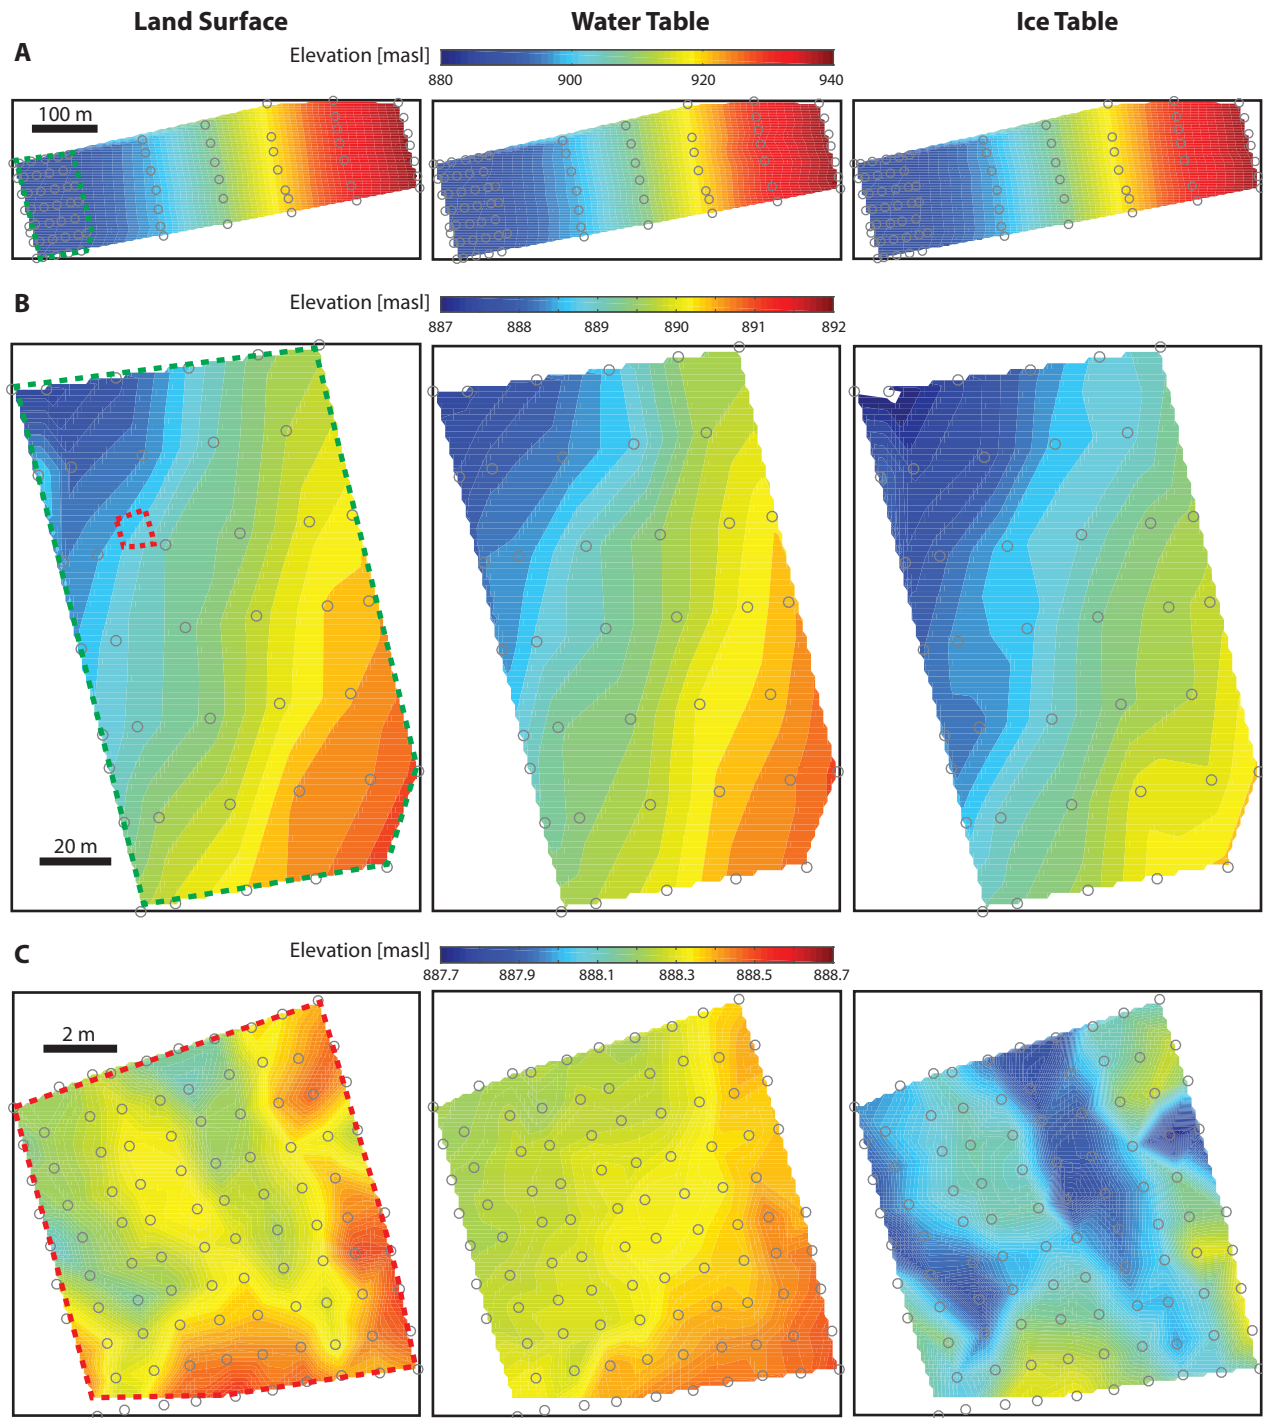 Land Surface Water Table Ice Table
A
Elevation [masl]
880 900 920 940
100 m
B
Elevation [masl]
887 888 889 890 891 892
20 m
C
Elevation [masl]
887.7 887.9 888.1 888.3 888.5 888.7
2 m